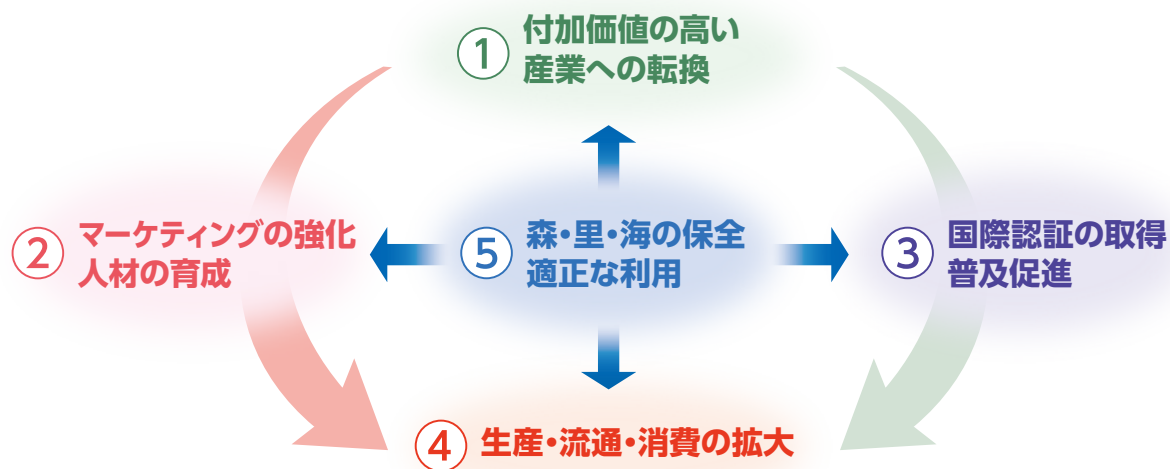 ① 付加価値の高い
産業への転換
② マーケティングの強化
人材の育成
⑤ 森・里・海の保全
適正な利用
③ 国際認証の取得
普及促進
④ 生産・流通・消費の拡大